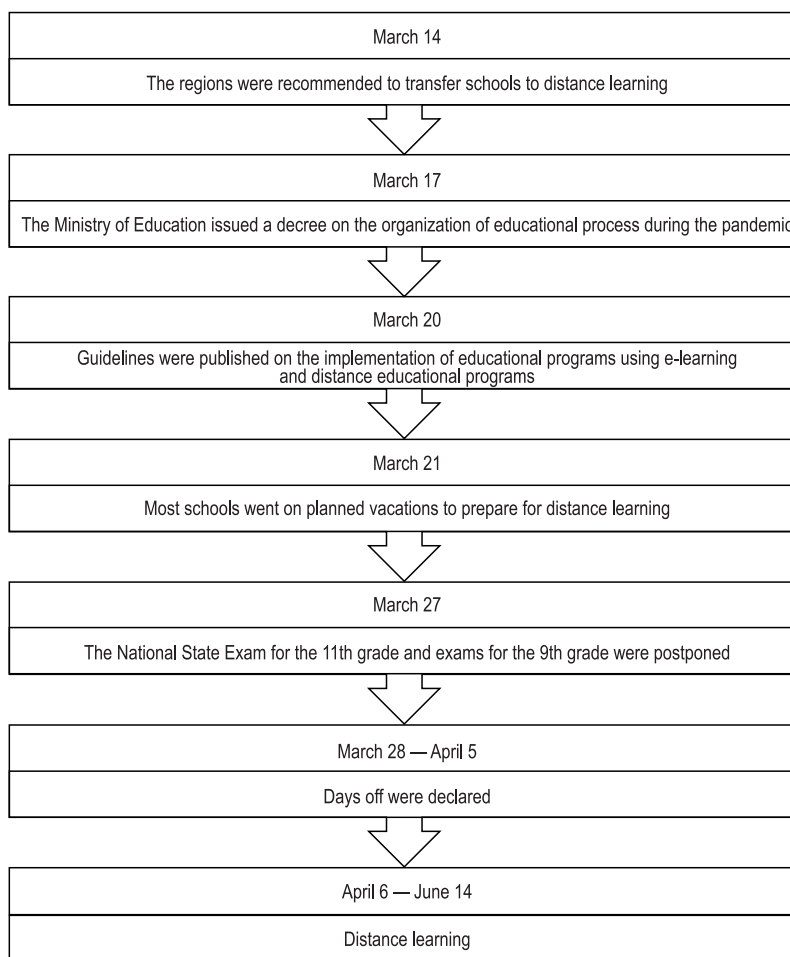 March 14
The regions were recommended to transfer schools to distance learning
March 17
The Ministry of Education issued a decree on the organization of educational process during the pandemic
March 20
Guidelines were published on the implementation of educational programs using e-learning
and distance educational programs
March 21
Most schools went on planned vacations to prepare for distance learning
March 27
The National State Exam for the 11th grade and exams for the 9th grade were postponed
March 28 — April 5
Days off were declared
April 6 — June 14
Distance learning